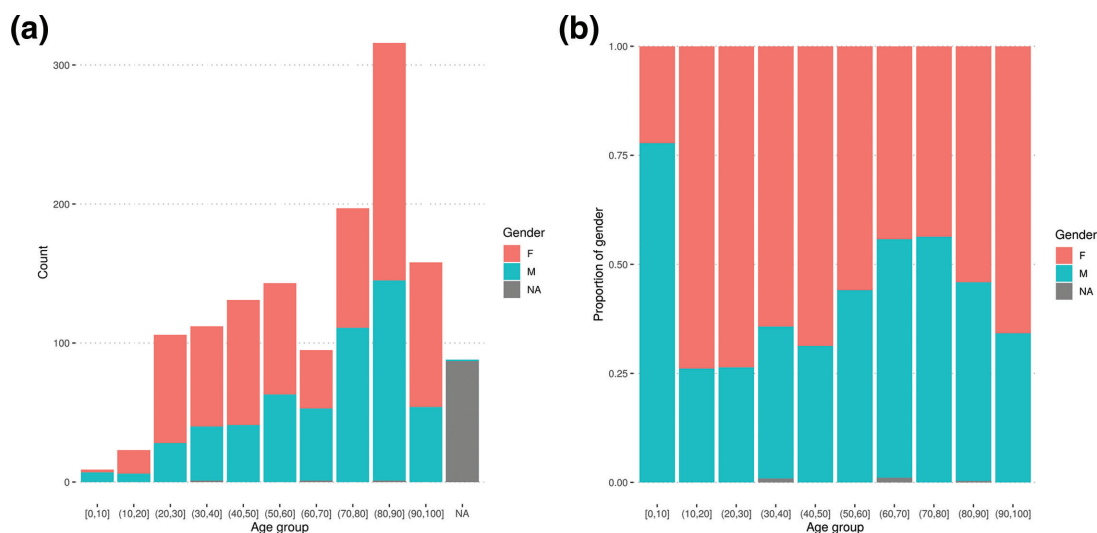 (a)
300
200
100
0
Count
[0,10] (10,20] (20,30] (30,40] (40,50] (50,60] (60,70] (70,80] (80,90] (90,100] NA
Age group
Gender
F
M
NA
(b)
1.00
0.75
0.50
0.25
0.00
Proportion of gender
[0,10] (10,20] (20,30] (30,40] (40,50] (50,60] (60,70] (70,80] (80,90] (90,100]
Age group
Gender
F
M
NA